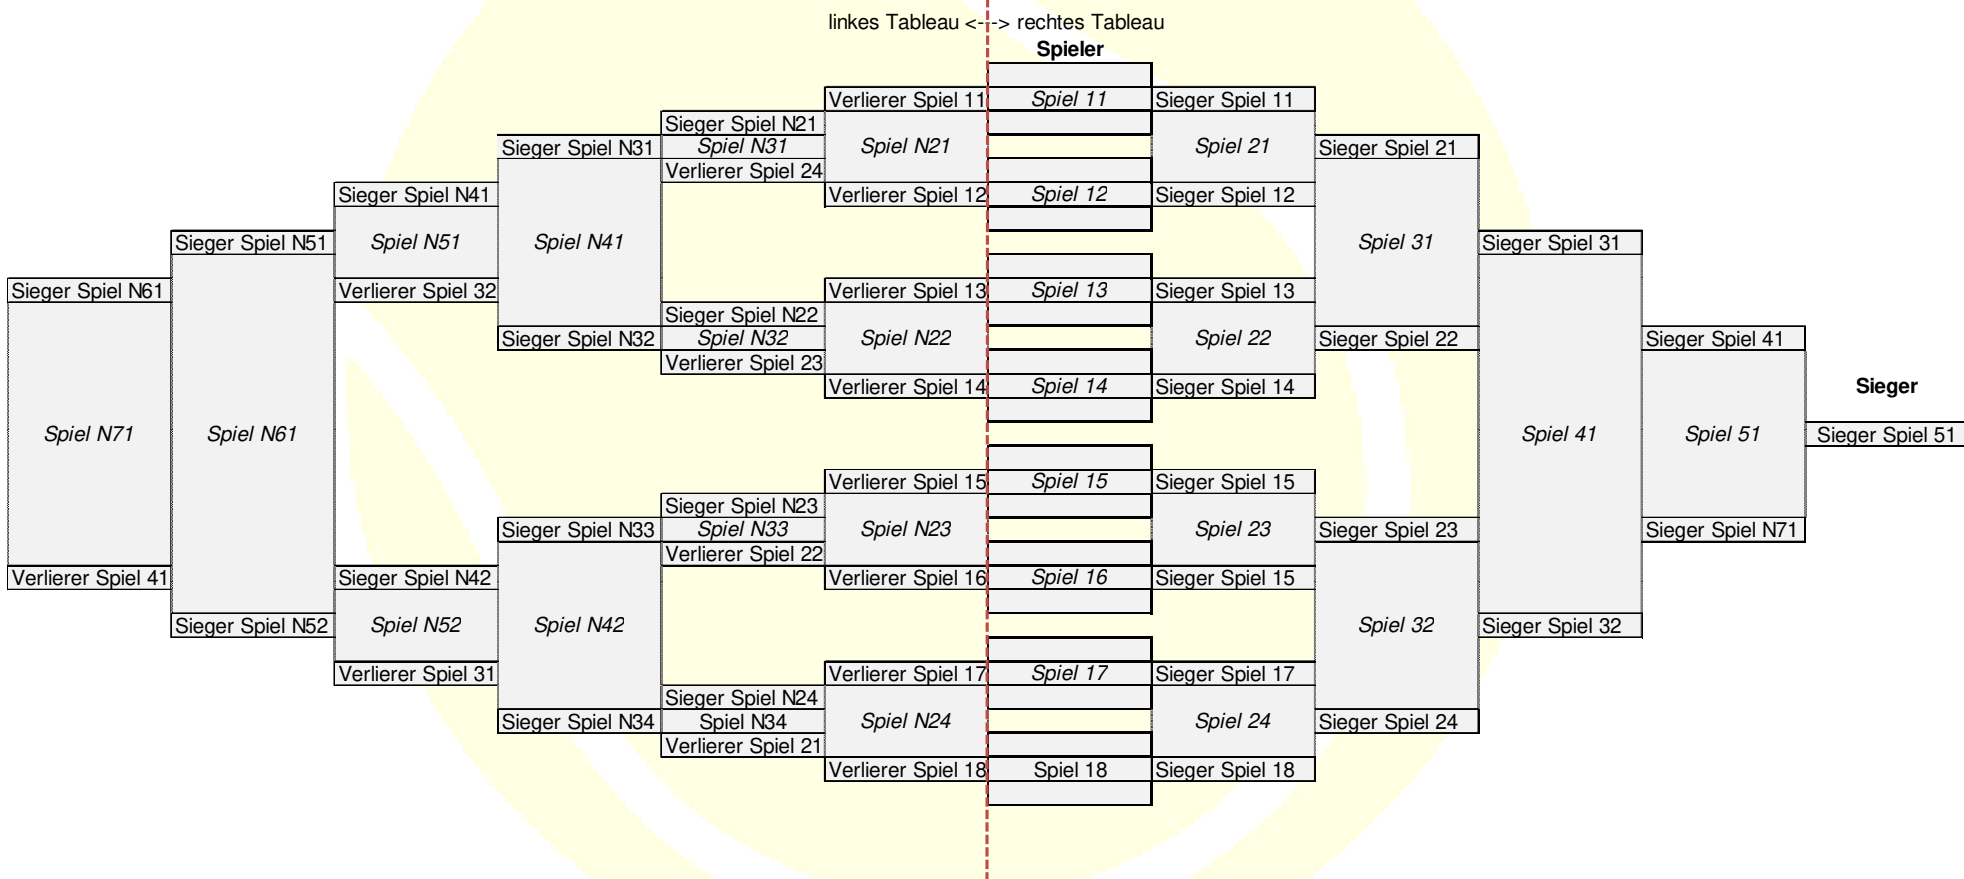 linkes Tableau <---> rechtes Tableau
Spieler
Verlierer Spiel 11 Spiel 11 Sieger Spiel 11
Sieger Spiel N21
Sieger Spiel N31 Spiel N31 Spiel N21 Spiel 21 Sieger Spiel 21
Verlierer Spiel 24
Sieger Spiel N41 Verlierer Spiel 12 Spiel 12 Sieger Spiel 12
Sieger Spiel N51 Spiel N51 Spiel N41 Spiel 31 Sieger Spiel 31
Sieger Spiel N61 Verlierer Spiel 32 Verlierer Spiel 13 Spiel 13 Sieger Spiel 13
Sieger Spiel N22
Sieger Spiel N32 Spiel N32 Spiel N22 Spiel 22 Sieger Spiel 22 Sieger Spiel 41
Verlierer Spiel 23
Verlierer Spiel 14 Spiel 14 Sieger Spiel 14 Sieger
Spiel N71 Spiel N61 Spiel 41 Spiel 51 Sieger Spiel 51
Verlierer Spiel 15 Spiel 15 Sieger Spiel 15
Sieger Spiel N23
Sieger Spiel N33 Spiel N33 Spiel N23 Spiel 23 Sieger Spiel 23 Sieger Spiel N71
Verlierer Spiel 22
Verlierer Spiel 41 Sieger Spiel N42 Verlierer Spiel 16 Spiel 16 Sieger Spiel 15
Sieger Spiel N52 Spiel N52 Spiel N42 Spiel 32 Sieger Spiel 32
Verlierer Spiel 31 Verlierer Spiel 17 Spiel 17 Sieger Spiel 17
Sieger Spiel N24
Sieger Spiel N34 Spiel N34 Spiel N24 Spiel 24 Sieger Spiel 24
Verlierer Spiel 21
Verlierer Spiel 18 Spiel 18 Sieger Spiel 18